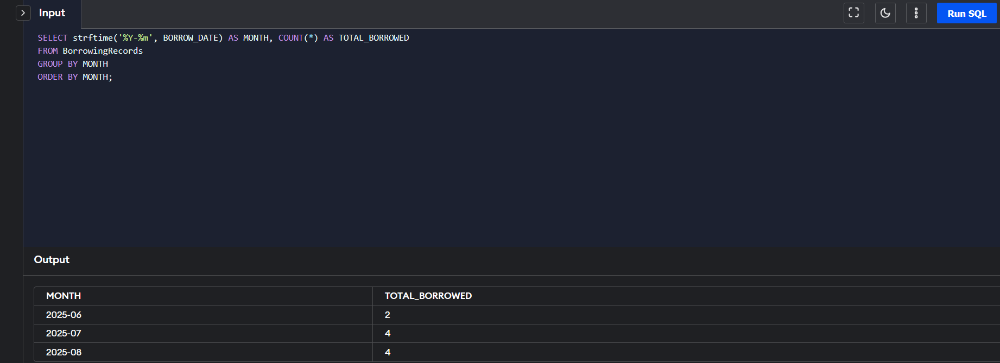 Input
Run SQL
SELECT strftime('%Y-%m', BORROW_DATE) AS MONTH, COUNT(*) AS TOTAL_BORROWED
FROM BorrowingRecords
GROUP BY MONTH
ORDER BY MONTH;
Output
MONTH TOTAL_BORROWED
2025-06 2
2025-07 4
2025-08 4